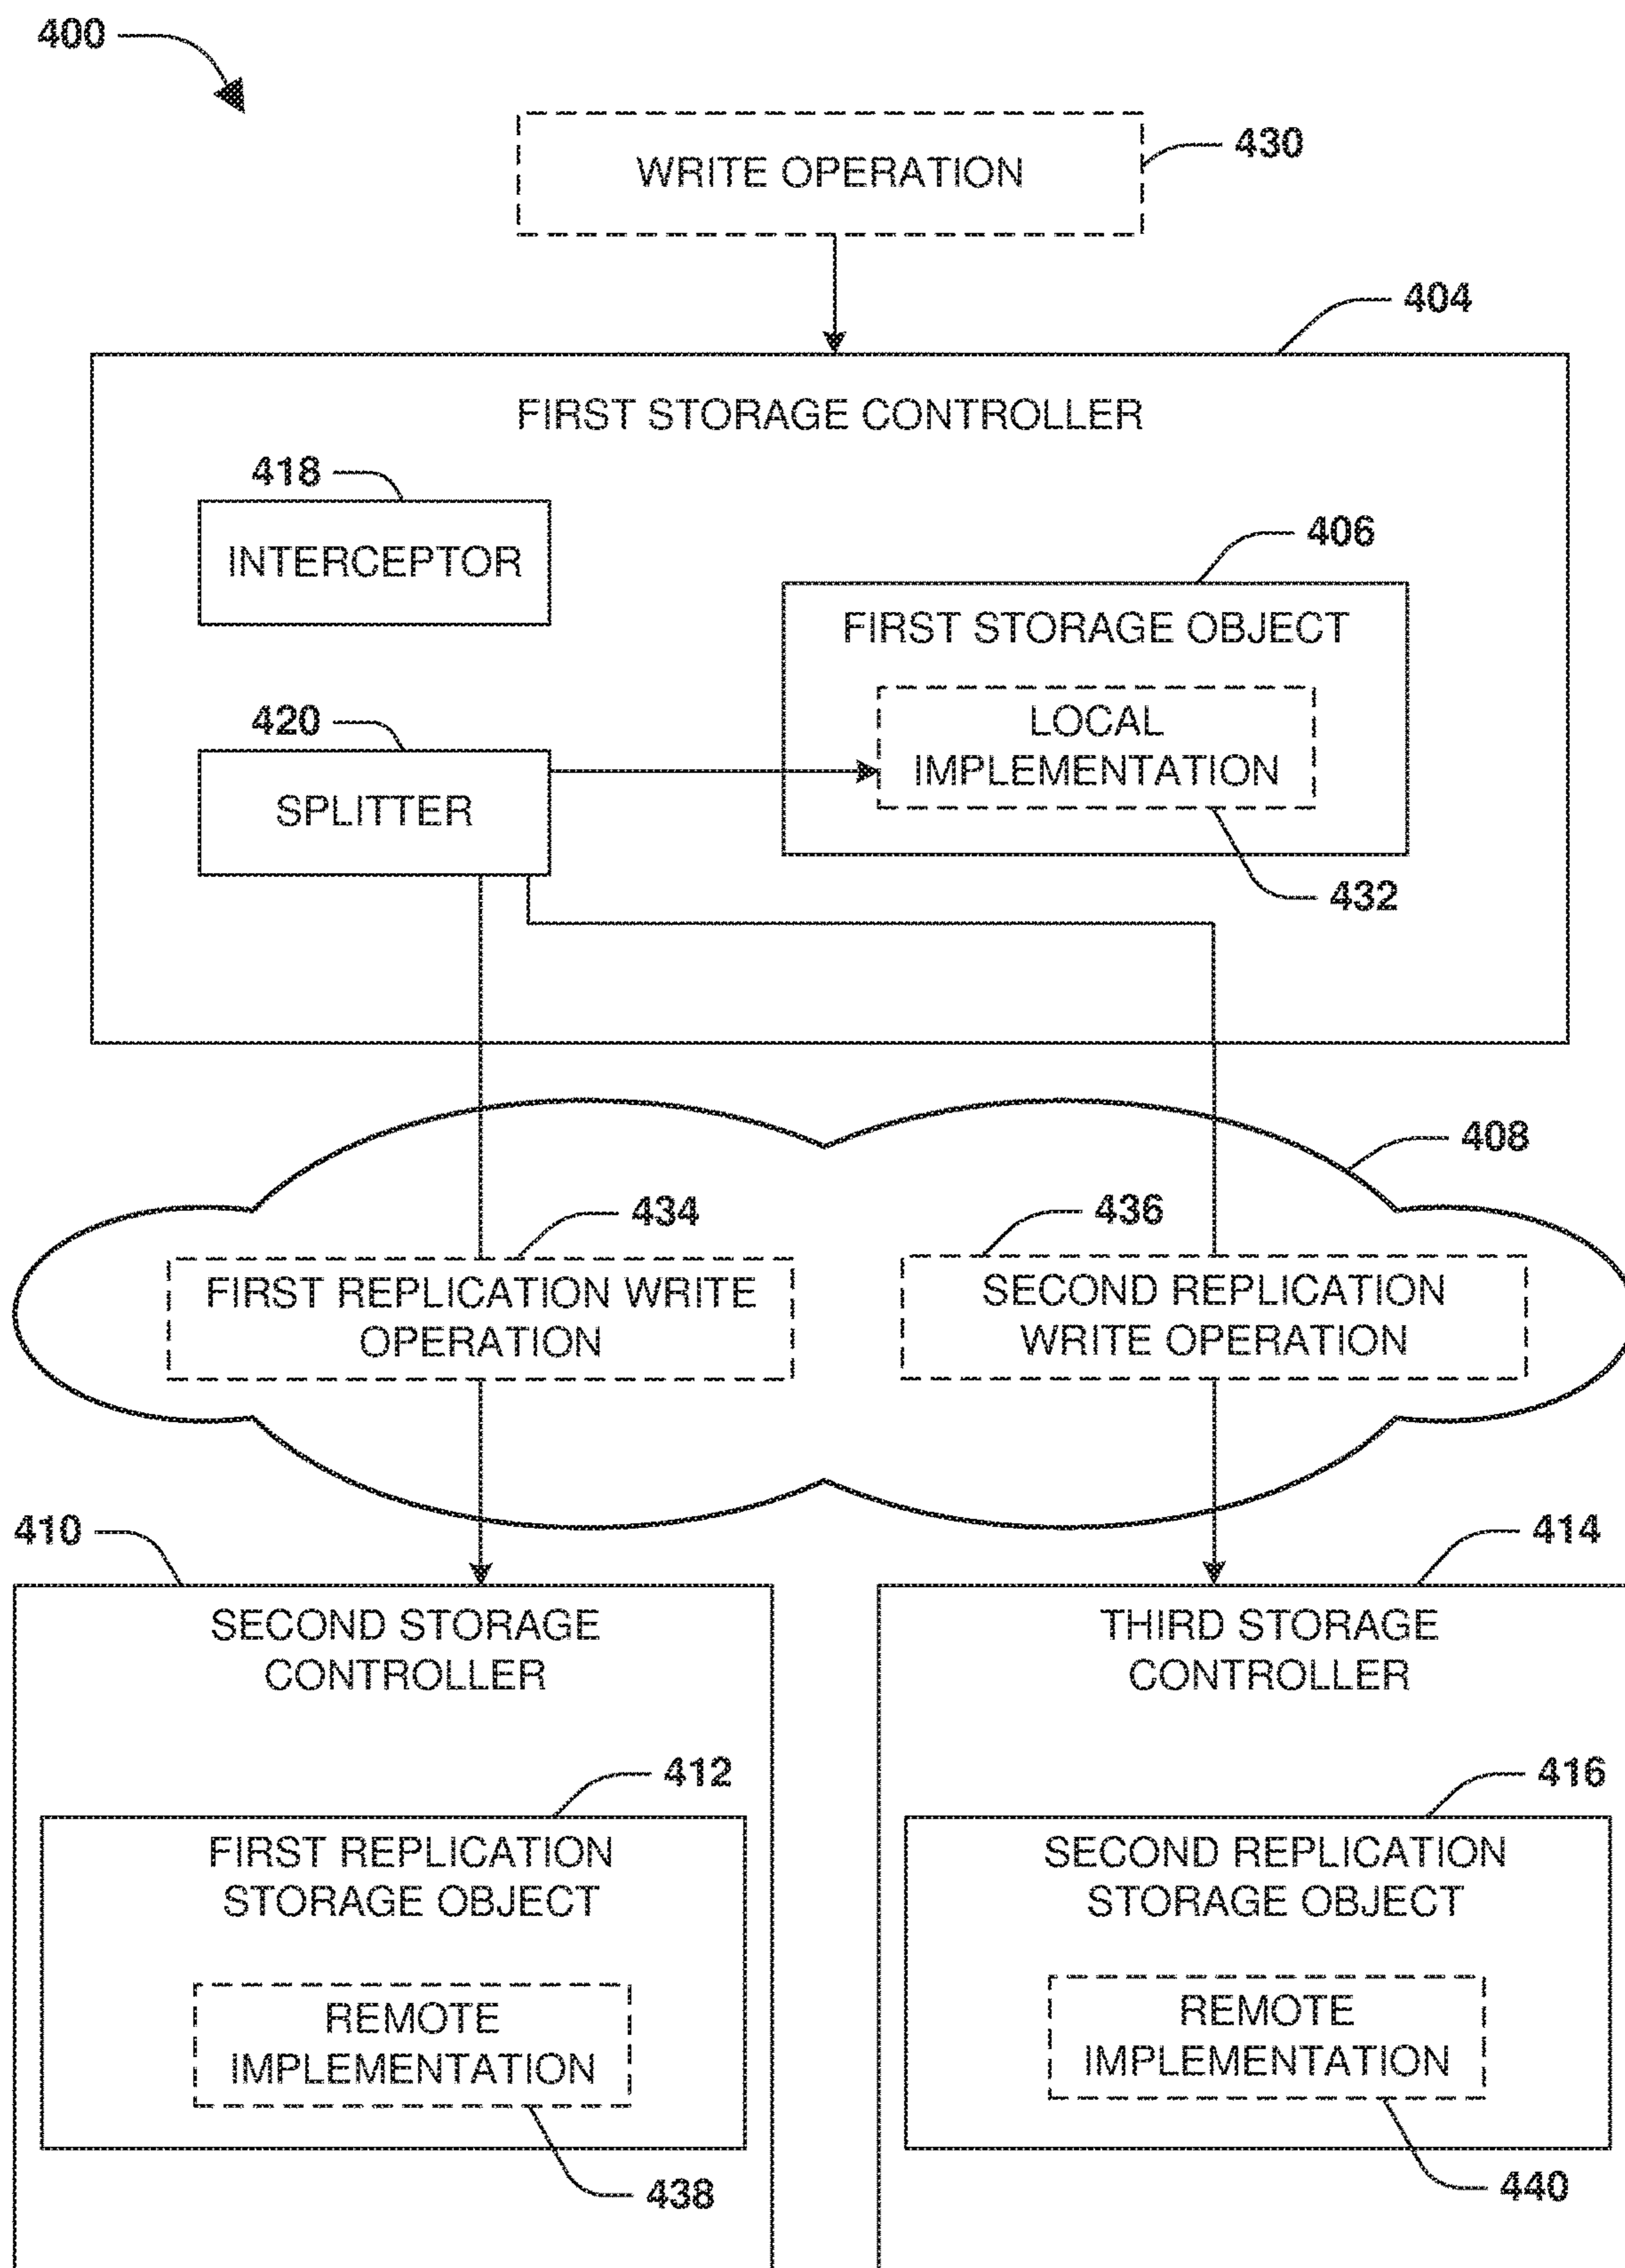 400
WRITE OPERATION
430
404
FIRST STORAGE CONTROLLER
418
INTERCEPTOR
406
FIRST STORAGE OBJECT
LOCAL
IMPLEMENTATION
420
SPLITTER
432
408
434
436
FIRST REPLICATION WRITE
OPERATION
SECOND REPLICATION
WRITE OPERATION
410
414
SECOND STORAGE
CONTROLLER
THIRD STORAGE
CONTROLLER
412
416
FIRST REPLICATION
STORAGE OBJECT
SECOND REPLICATION
STORAGE OBJECT
REMOTE
IMPLEMENTATION
REMOTE
IMPLEMENTATION
438
440